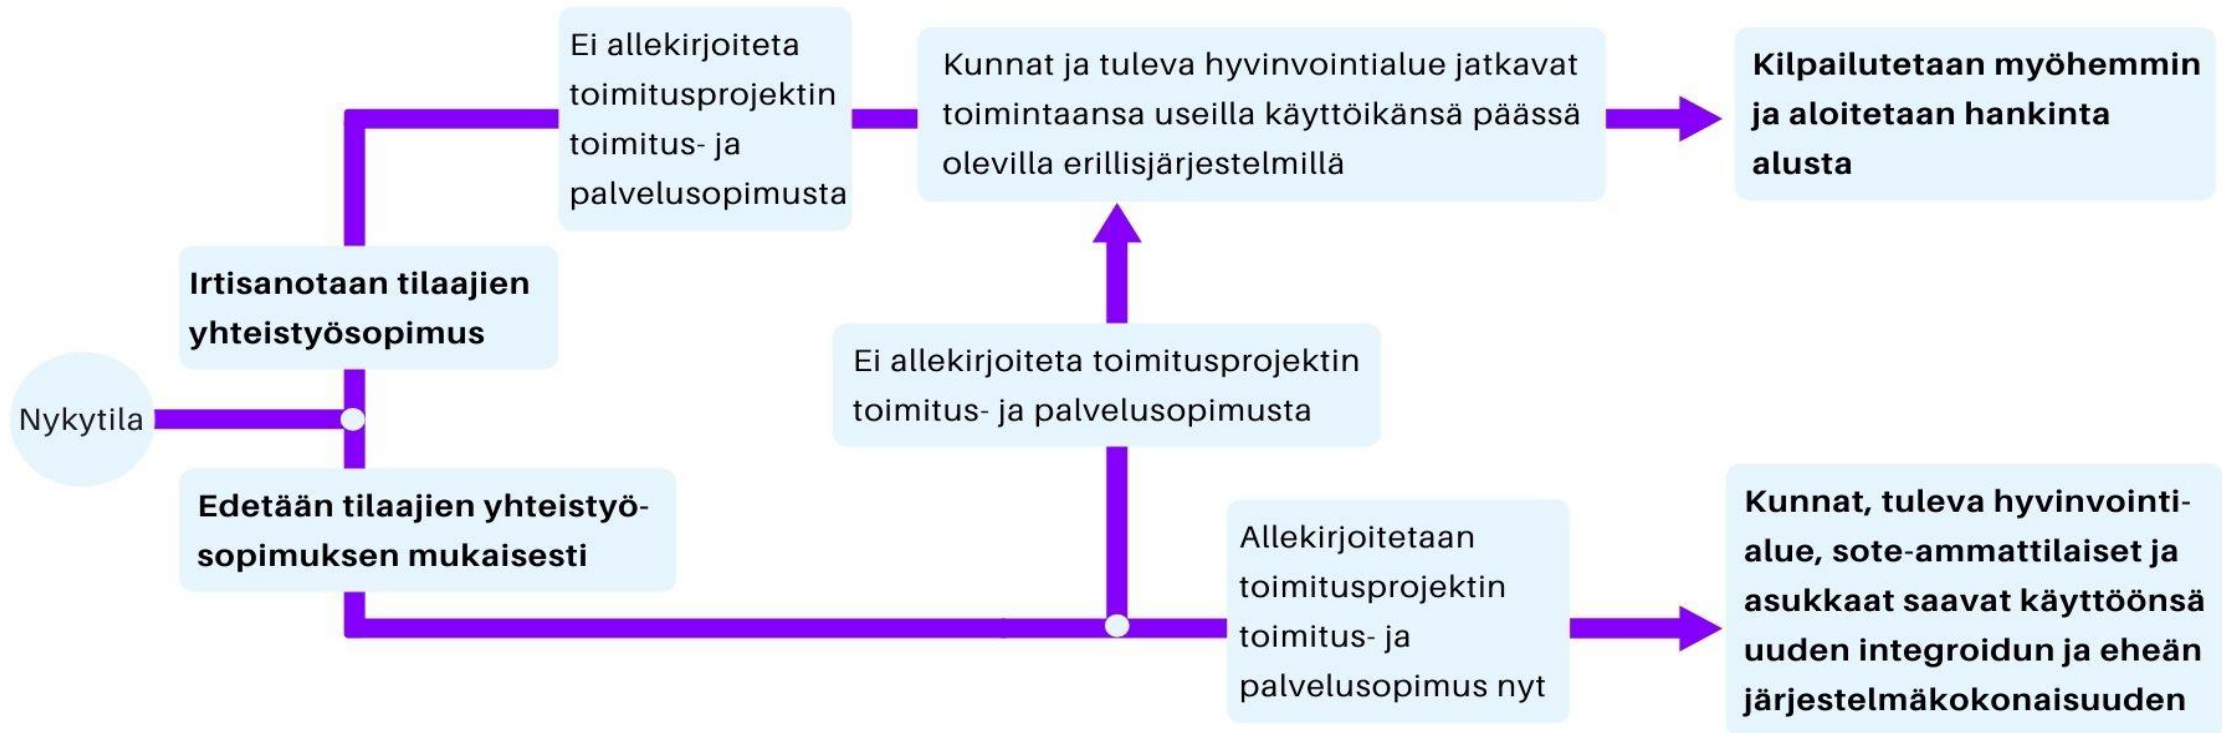 Nykytila
Irtisanotaan tilaajien
yhteistyösopimus
Ei allekirjoiteta
toimitusprojektin
toimitus- ja
palvelusopimusta
Kunnat ja tuleva hyvinvointialue jatkavat
toimintaansa useilla käyttöikänsä päässä
olevilla erillisjärjestelmillä
Kilpailutetaan myöhemmin
ja aloitetaan hankinta
alusta
Edetään tilaajien yhteistyö-
sopimuksen mukaisesti
Ei allekirjoiteta toimitusprojektin
toimitus- ja palvelusopimusta
Allekirjoitetaan
toimitusprojektin
toimitus- ja
palvelusopimus nyt
Kunnat, tuleva hyvinvointi-
alue, sote-ammattilaiset ja
asukkaat saavat käyttöönsä
uuden integroidun ja eheän
järjestelmäkokonaisuuden